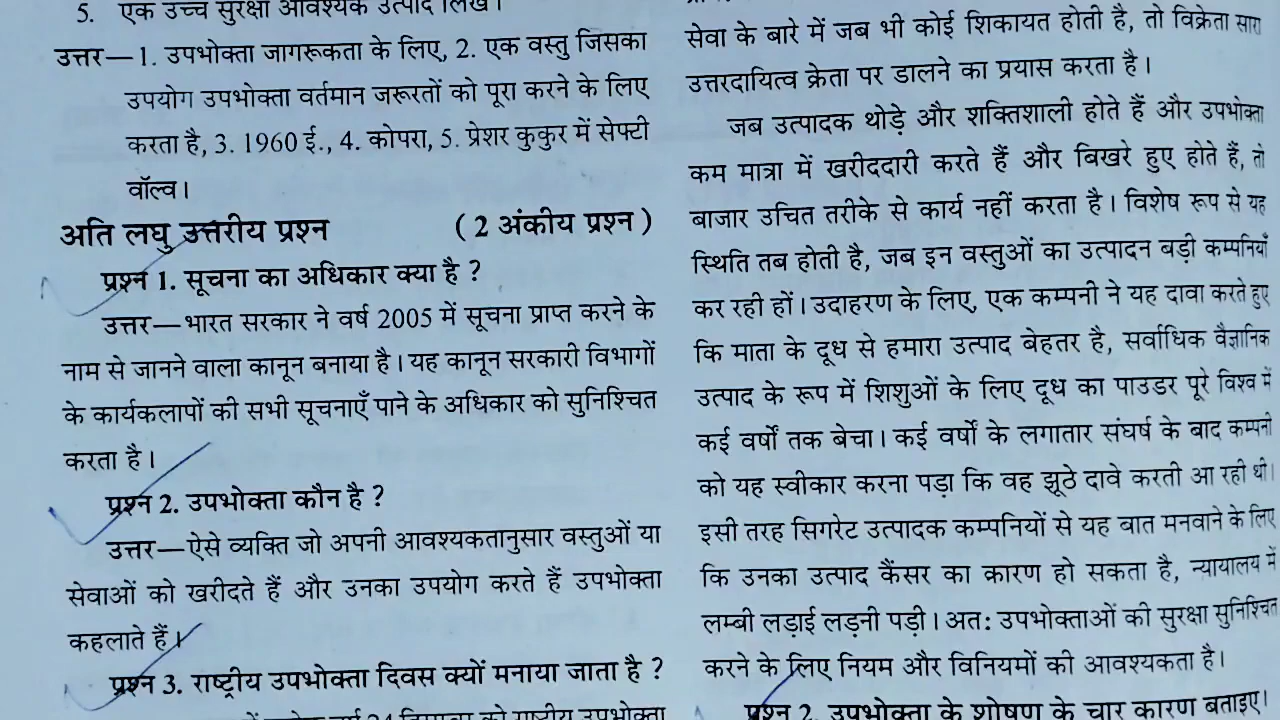 5. एक उच्च सुरक्षा आवश्यक उत्पाद लिखें।
उत्तर—1. उपभोक्ता जागरूकता के लिए, 2. एक वस्तु जिसका
उपयोग उपभोक्ता वर्तमान जरूरतों को पूरा करने के लिए
करता है, 3. 1960 ई., 4. कोपरा, 5. प्रेशर कुकुर में सेफ्टी
वॉल्व।
अति लघु उत्तरीय प्रश्न ( 2 अंकीय प्रश्न )
प्रश्न 1. सूचना का अधिकार क्या है ?
उत्तर—भारत सरकार ने वर्ष 2005 में सूचना प्राप्त करने के
नाम से जानने वाला कानून बनाया है। यह कानून सरकारी विभागों
के कार्यकलापों की सभी सूचनाएँ पाने के अधिकार को सुनिश्चित
करता है।
प्रश्न 2. उपभोक्ता कौन है ?
उत्तर—ऐसे व्यक्ति जो अपनी आवश्यकतानुसार वस्तुओं या
सेवाओं को खरीदते हैं और उनका उपयोग करते हैं उपभोक्ता
कहलाते हैं।
प्रश्न 3. राष्ट्रीय उपभोक्ता दिवस क्यों मनाया जाता है ?
24 दिसम्बर को राष्ट्रीय उपभोक्ता
सेवा के बारे में जब भी कोई शिकायत होती है, तो विक्रेता सारा
उत्तरदायित्व क्रेता पर डालने का प्रयास करता है।
जब उत्पादक थोड़े और शक्तिशाली होते हैं और उपभोक्ता
कम मात्रा में खरीददारी करते हैं और बिखरे हुए होते हैं, तो
बाजार उचित तरीके से कार्य नहीं करता है। विशेष रूप से यह
स्थिति तब होती है, जब इन वस्तुओं का उत्पादन बड़ी कम्पनियाँ
कर रही हों। उदाहरण के लिए, एक कम्पनी ने यह दावा करते हुए
कि माता के दूध से हमारा उत्पाद बेहतर है, सर्वाधिक वैज्ञानिक
उत्पाद के रूप में शिशुओं के लिए दूध का पाउडर पूरे विश्व में
कई वर्षों तक बेचा। कई वर्षों के लगातार संघर्ष के बाद कम्पनी
को यह स्वीकार करना पड़ा कि वह झूठे दावे करती आ रही थी।
इसी तरह सिगरेट उत्पादक कम्पनियों से यह बात मनवाने के लिए
कि उनका उत्पाद कैंसर का कारण हो सकता है, न्यायालय में
लम्बी लड़ाई लड़नी पड़ी। अत: उपभोक्ताओं की सुरक्षा सुनिश्चित
करने के लिए नियम और विनियमों की आवश्यकता है।
प्रश्न 2. उपभोक्ता के शोषण के चार कारण बताइए।